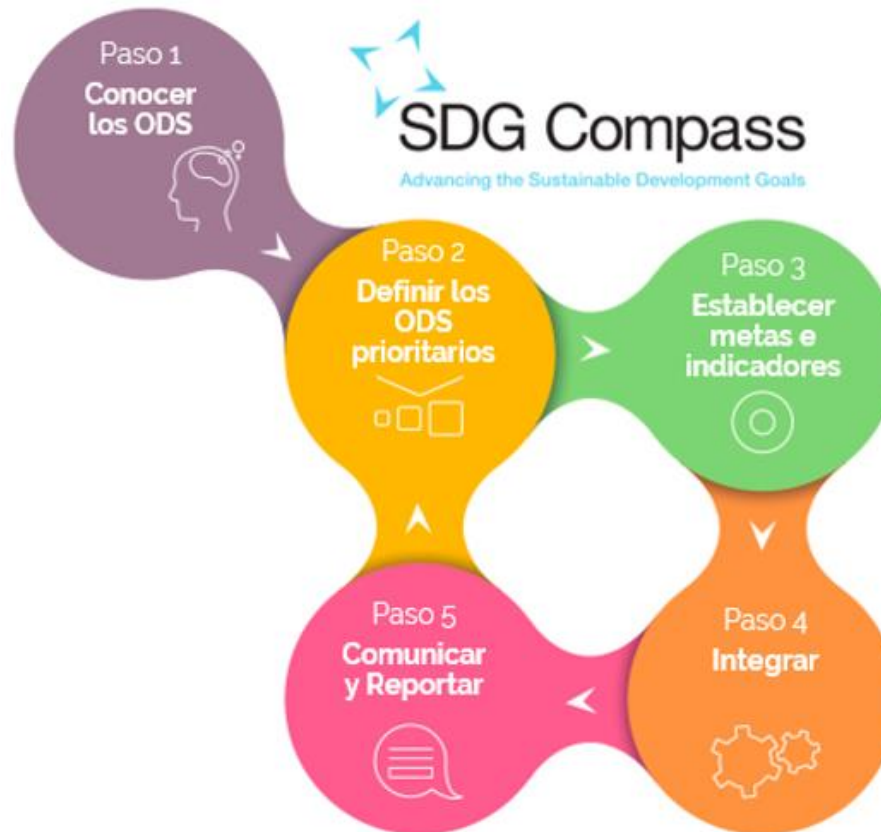 Paso 1
Conocer
los ODS
SDG Compass
Advancing the Sustainable Development Goals
Paso 2
Definir los
ODS
prioritarios
Paso 3
Establecer
metas e
indicadores
Paso 4
Integrar
Paso 5
Comunicar
y Reportar